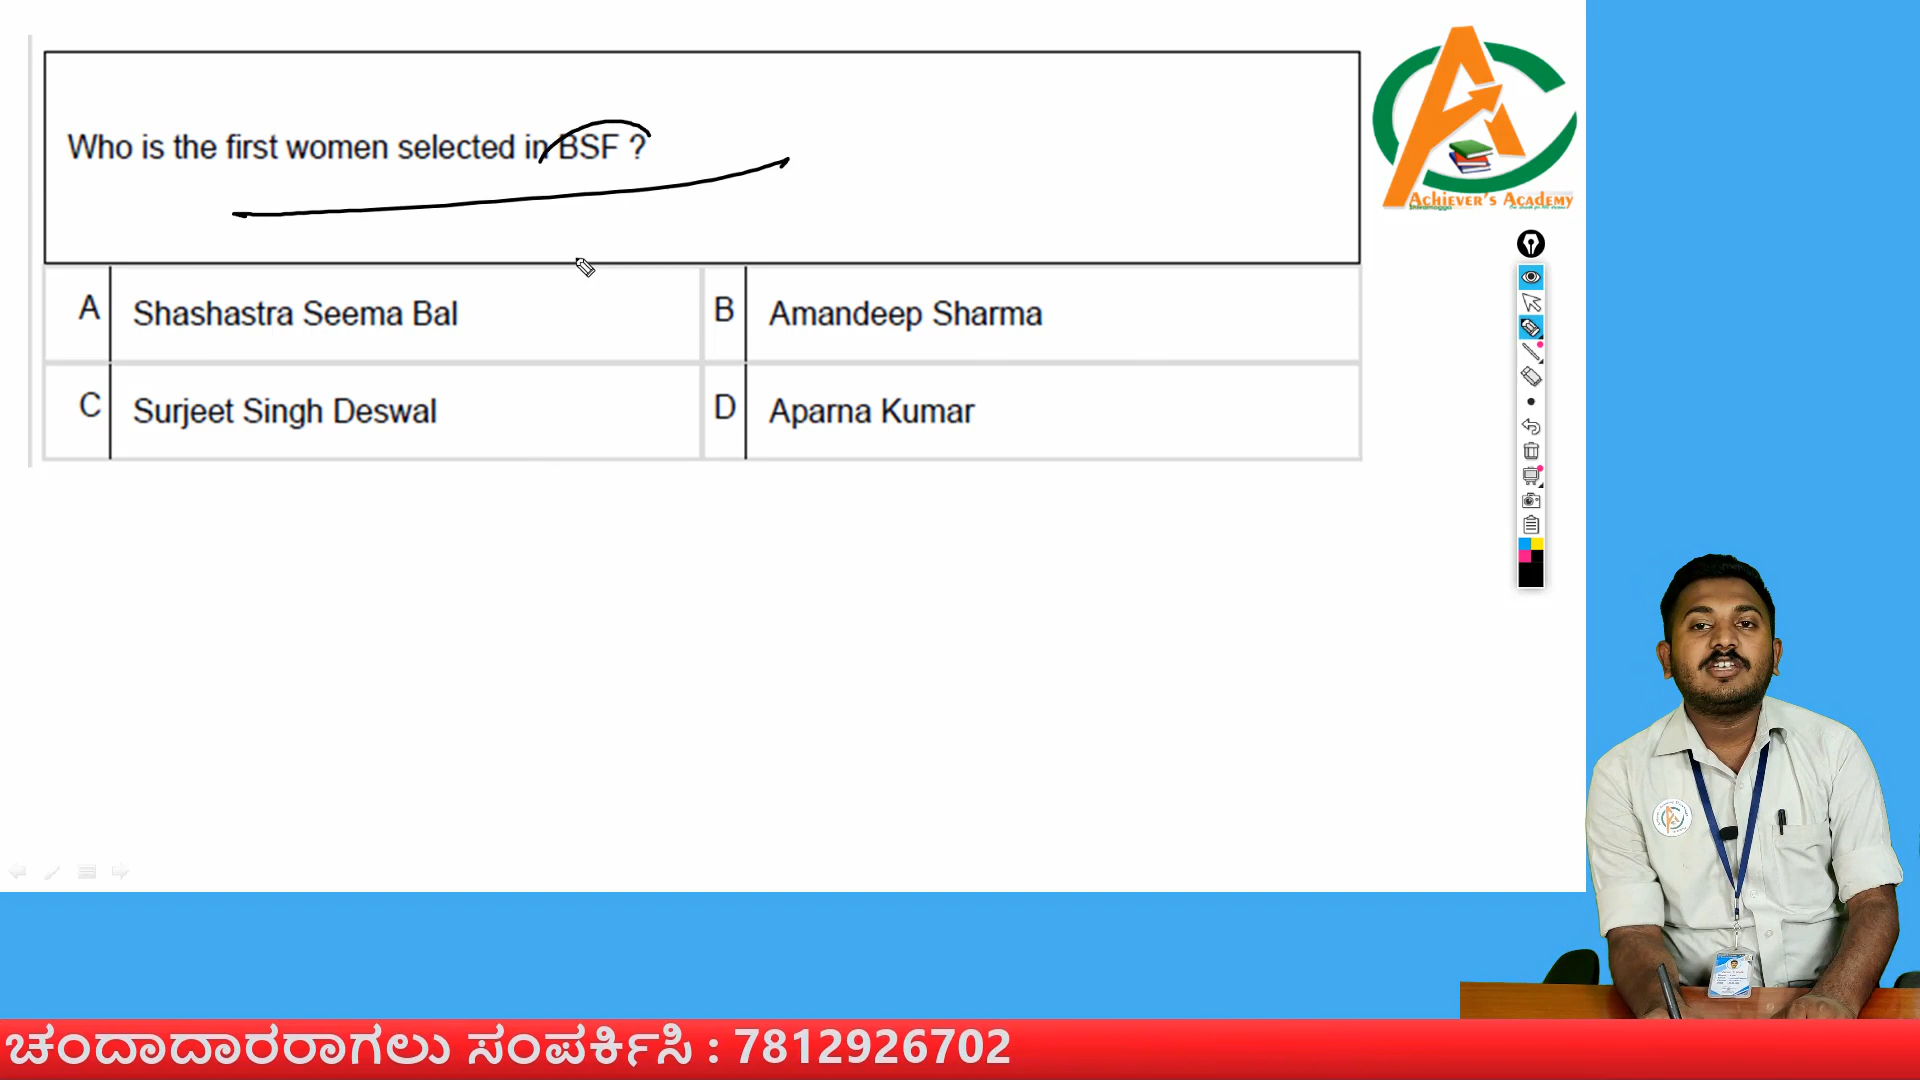 Who is the first women selected in BSF ?
A Shashastra Seema Bal
B Amandeep Sharma
C Surjeet Singh Deswal
D Aparna Kumar
ACHIEVER'S ACADEMY
ಚಂದಾದಾರರಾಗಲು ಸಂಪರ್ಕಿಸಿ : 7812926702